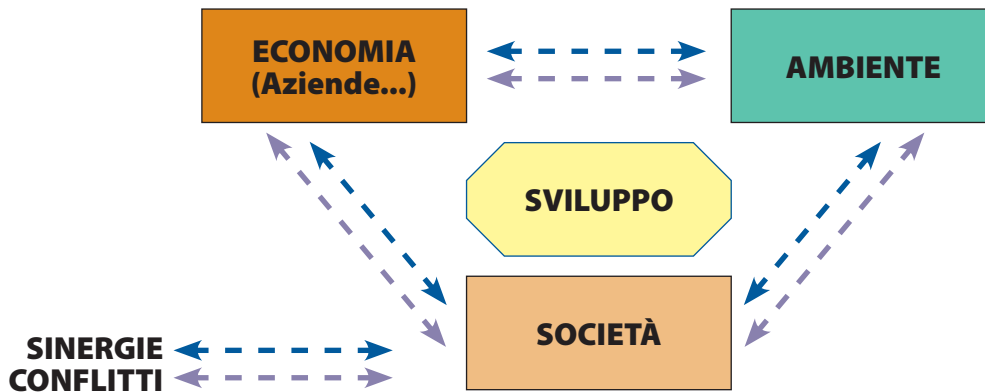 ECONOMIA
(Aziende...)
AMBIENTE
SVILUPPO
SOCIETÀ
SINERGIE
CONFLITTI